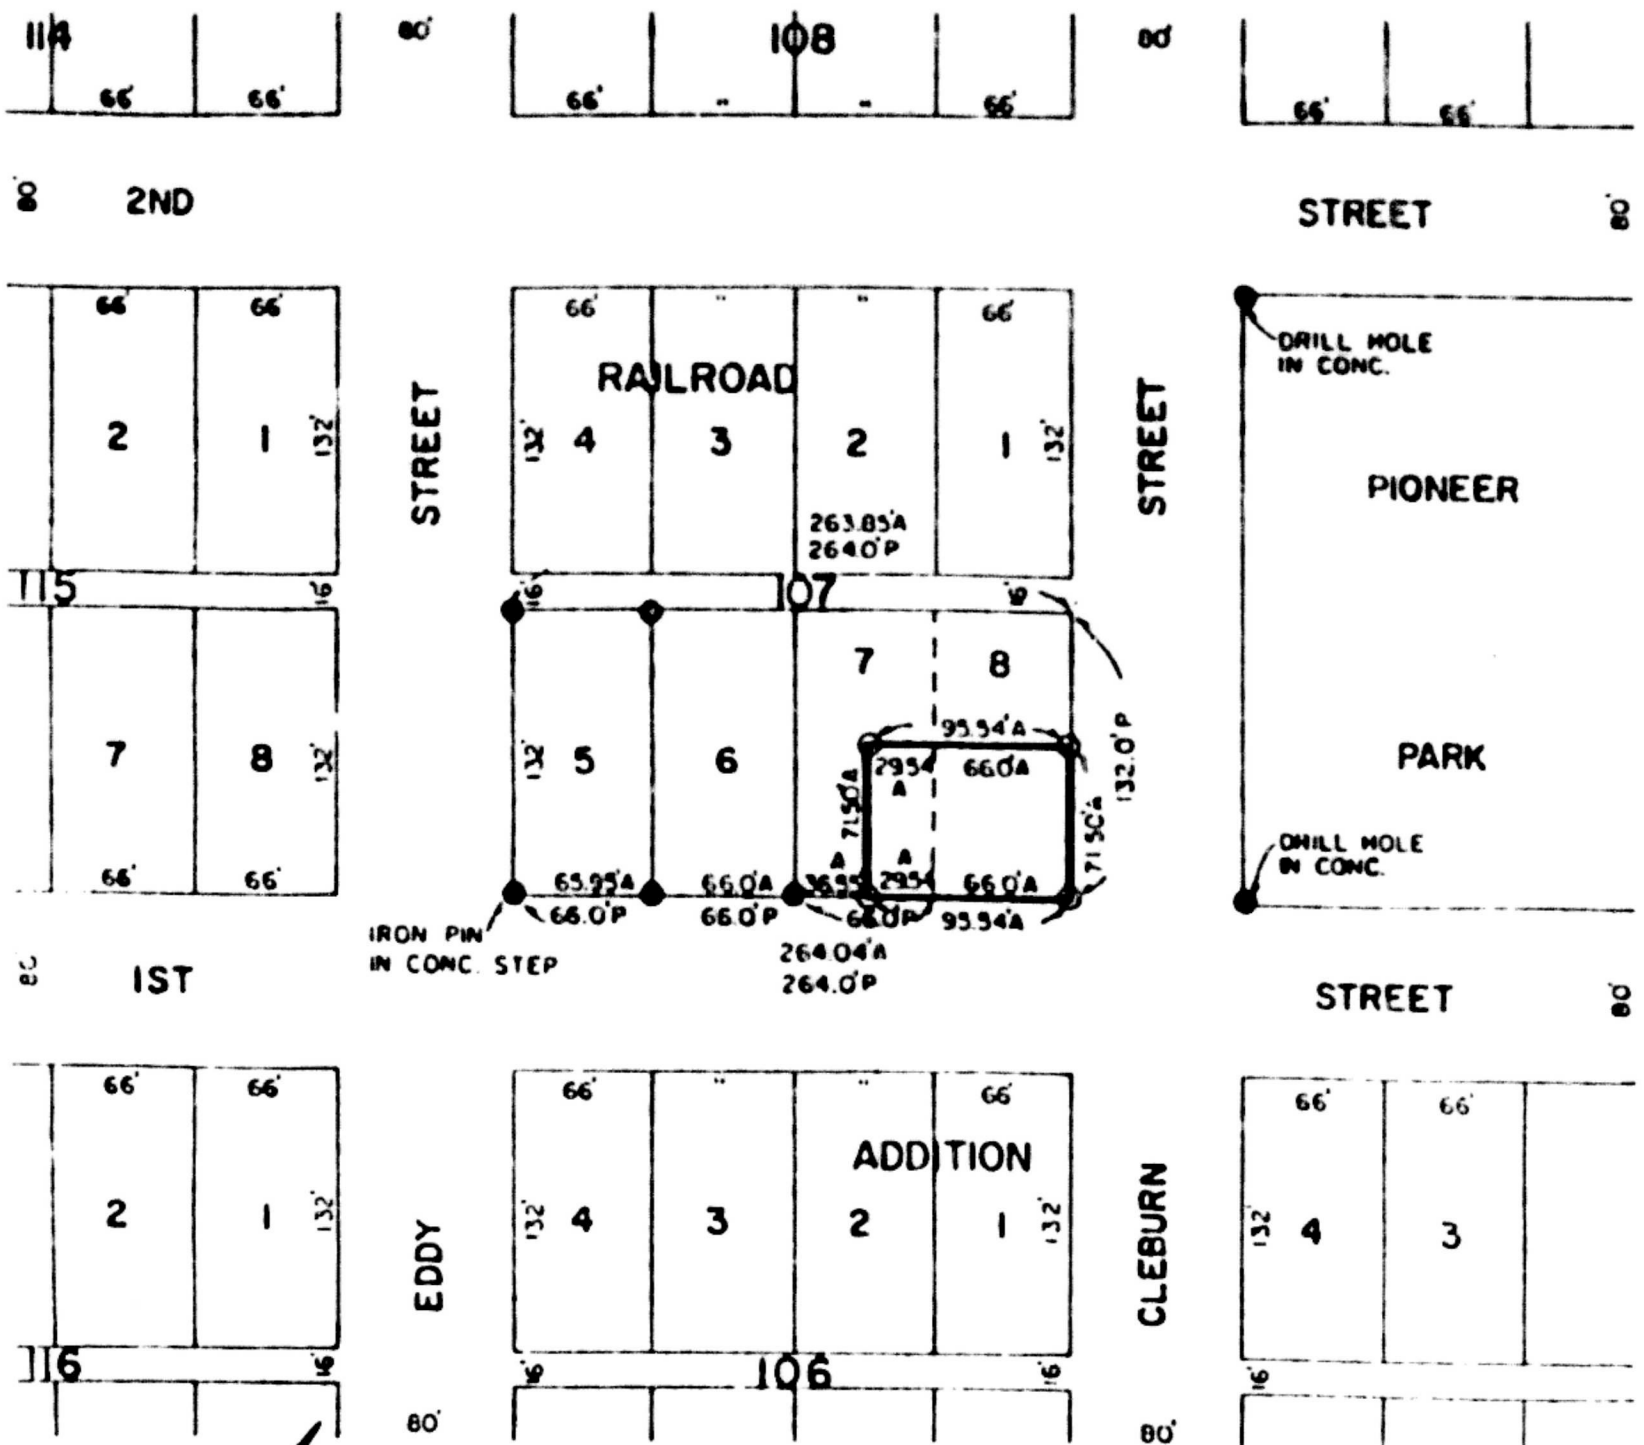 114
80'
108
80'
66'
66'
66'
"
"
66'
66'
66'
80'
2ND
STREET
80'
66'
66'
66'
"
"
66'
DRILL HOLE
IN CONC.
RAILROAD
STREET
STREET
2
1
132'
132'
4
3
2
1
132'
PIONEER
263.85'A
264.0'P
115
16'
16'
107
16'
7
8
132.0'P
95.54'A
7
8
132'
132'
5
6
29.54
A
66.0'A
71.50'A
71.50'A
PARK
DRILL HOLE
IN CONC.
66'
66'
65.95'A
66.0'A
A
36.55
A
29.54
66.0'A
66.0'P
66.0'P
66.0'P
95.54'A
IRON PIN
IN CONC. STEP
264.04'A
264.0'P
80'
1ST
STREET
80'
66'
66'
66'
"
"
66'
66'
66'
ADDITION
2
1
132'
132'
4
3
2
1
132'
132'
4
3
EDDY
CLEBURN
116
16'
16'
106
16'
16'
80'
80'